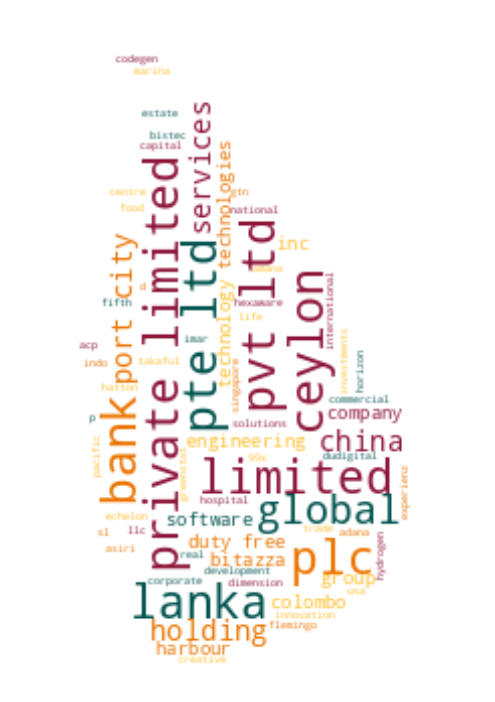 codegen
marina
estate
bistec
capital
services
private limited
technologies
centre
gtn
food
national
pvt ltd
port city
pte ltd
inc
amana
ceylon
d
international
fifth
hexaware
technology
life
investments
imar
acp
horizon
indo
takaful
singapore
hatton
commercial
bank
company
p
solutions
engineering
china
pacific
99x
dudigital
limited
greenstat
experienz
hospital
global
echelon
software
sl
llc
trade
adana
duty free
asiri
real
bitazza
plc
hydrogen
development
group
corporate
dimension
usa
lanka
colombo
innovation
holding
flemingo
harbour
creative